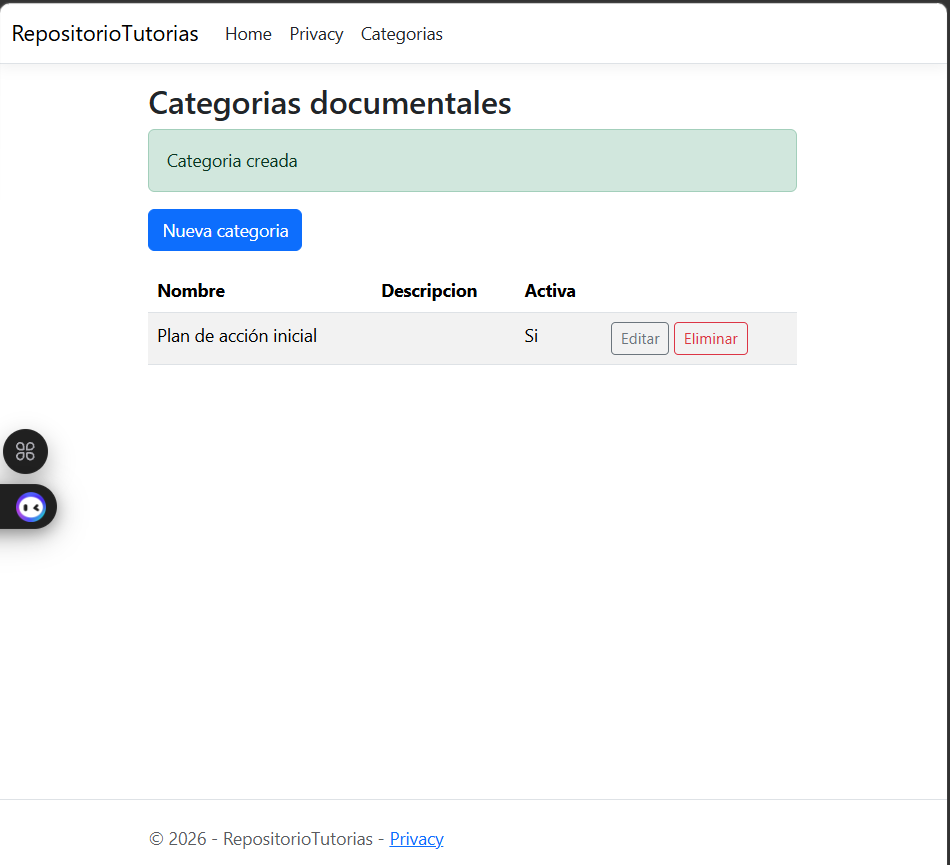 RepositorioTutorias Home Privacy Categorias
Categorias documentales
Categoria creada
Nueva categoria
Nombre Descripcion Activa
Plan de acción inicial Si Editar Eliminar
© 2026 - RepositorioTutorias - Privacy